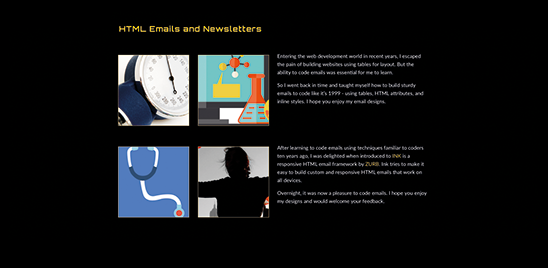 HTML Emails and Newsletters
Entering the web development world in recent years, I escaped
the pain of building websites using tables for layout. But the
ability to code emails was essential for me to learn.
So I went back in time and taught myself how to build sturdy
emails to code like it's 1999 - using tables, HTML attributes, and
inline styles. I hope you enjoy my email designs.
After learning to code emails using techniques familiar to coders
ten years ago, I was delighted when introduced to INK is a
responsive HTML email framework by ZURB. Ink tries to make it
easy to build custom and responsive HTML emails that work on
all devices.
Overnight, it was now a pleasure to code emails. I hope you enjoy
my designs and would welcome your feedback.